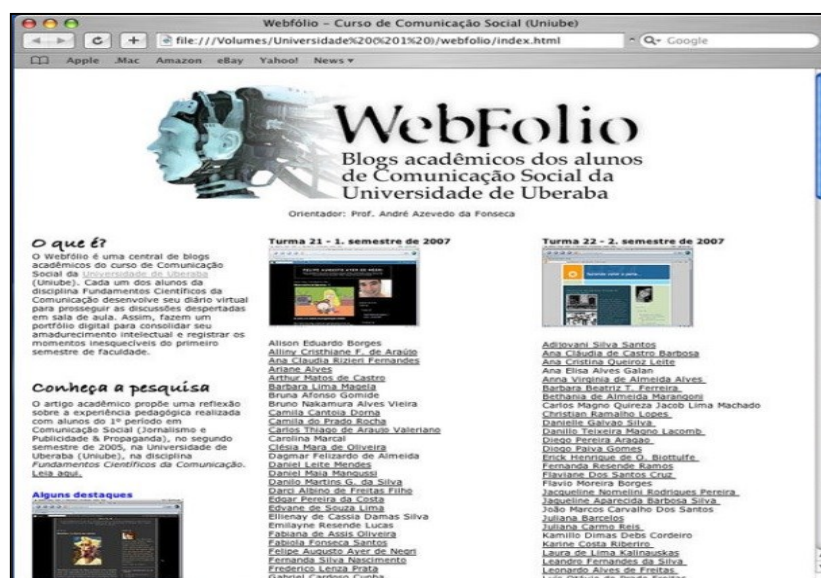 Webfólio – Curso de Comunicação Social (Uniube)
file:///Volumes/Universidade%20(%201%20)/webfolio/index.html
Google
Apple .Mac Amazon eBay Yahoo! News
WebFolio
Blogs acadêmicos dos alunos
de Comunicação Social da
Universidade de Uberaba
Orientador: Prof. André Azevedo da Fonseca
O que é?
O Webfólio é uma central de blogs
acadêmicos do curso de Comunicação
Social da Universidade de Uberaba
(Uniube). Cada um dos alunos da
disciplina Fundamentos Científicos da
Comunicação desenvolve seu diário virtual
para prosseguir as discussões despertadas
em sala de aula. Assim, fazem um
portfólio digital para consolidar seu
amadurecimento intelectual e registrar os
momentos inesquecíveis do primeiro
semestre de faculdade.
Conheça a pesquisa
O artigo acadêmico propõe uma reflexão
sobre a experiência pedagógica realizada
com alunos do 1º período em
Comunicação Social (Jornalismo e
Publicidade & Propaganda), no segundo
semestre de 2005, na Universidade de
Uberaba (Uniube), na disciplina
Fundamentos Científicos da Comunicação.
Leia aqui.
Alguns destaques
Turma 21 - 1. semestre de 2007
Alison Eduardo Borges
Alliny Cristhiane F. de Araújo
Ana Claudia Rizieri Fernandes
Ariane Alves
Arthur Matos de Castro
Barbara Lima Magela
Bruna Afonso Gomide
Bruno Nakamura Alves Vieira
Camila Cantoia Dorna
Camila do Prado Rocha
Carlos Thiago de Araujo Valeriano
Carolina Marcal
Clésia Mara de Oliveira
Dagmar Felizardo de Almeida
Daniel Leite Mendes
Daniel Maia Mangussi
Danilo Martins G. da Silva
Darci Albino de Freitas Filho
Edgar Pereira da Costa
Edvane de Souza Lima
Ellienay de Cassia Damas Silva
Emilayne Resende Lucas
Fabiana de Assis Oliveira
Fabiola Fonseca Santos
Felipe Augusto Ayer de Negri
Fernanda Silva Nascimento
Frederico Lenza Prata
Gabriel Cardoso Cunha
Turma 22 - 2. semestre de 2007
Adijovani Silva Santos
Ana Cláudia de Castro Barbosa
Ana Cristina Queiroz Leite
Ana Elisa Alves Galan
Anna Virginia de Almeida Alves
Barbara Beatriz T. Ferreira
Bethania de Almeida Marangoni
Carlos Magno Quireza Jacob Lima Machado
Christian Ramalho Lopes
Danielle Galvao Silva
Danillo Teixeira Magno Lacomb
Diego Pereira Aragao
Diogo Paiva Gomes
Erick Henrique de O. Biottulfe
Fernanda Resende Ramos
Flaviane Dos Santos Cruz
Flavio Moreira Borges
Jacqueline Nomelini Rodrigues Pereira
Jaqueline Aparecida Barbosa Silva
João Marcos Carvalho Dos Santos
Juliana Barcelos
Juliana Carmo Reis
Kamillo Dimas Debs Cordeiro
Karine Costa Riberiro
Laura de Lima Kalinauskas
Leandro Fernandes da Silva
Leonardo Alves de Freitas
Luis Otávio de Prado Freitas